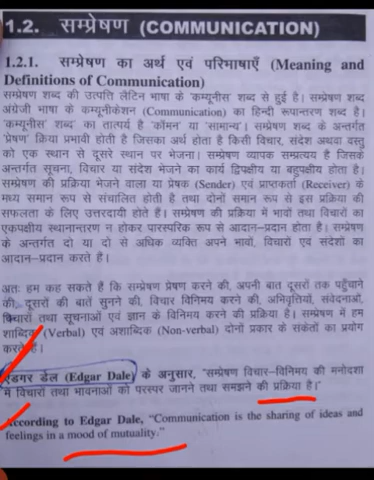 1.2. सम्प्रेषण (COMMUNICATION)
1.2.1. सम्प्रेषण का अर्थ एवं परिभाषाएँ (Meaning and
Definitions of Communication)
सम्प्रेषण शब्द की उत्पत्ति लेटिन भाषा के 'कम्यूनीस' शब्द से हुई है। सम्प्रेषण शब्द
अंग्रेजी भाषा के कम्यूनीकेशन (Communication) का हिन्दी रूपान्तरण शब्द है।
'कम्यूनीस' शब्द का तात्पर्य है 'कॉमन' या 'सामान्य'। सम्प्रेषण शब्द के अन्तर्गत
'प्रेषण' क्रिया प्रभावी होती है जिसका अर्थ होता है किसी विचार, संदेश अथवा वस्तु
को एक स्थान से दूसरे स्थान पर भेजना। सम्प्रेषण व्यापक सम्प्रत्यय है जिसके
अन्तर्गत सूचना, विचार या संदेश भेजने का कार्य द्विपक्षीय या बहुपक्षीय होता है।
सम्प्रेषण की प्रक्रिया भेजने वाला या प्रेषक (Sender) एवं प्राप्तकर्ता (Receiver) के
मध्य समान रूप से संचालित होती है तथा दोनों समान रूप से इस प्रक्रिया की
सफलता के लिए उत्तरदायी होते हैं। सम्प्रेषण की प्रक्रिया में भावों तथा विचारों का
एकपक्षीय स्थानान्तरण न होकर पारस्परिक रूप से आदान-प्रदान होता है। सम्प्रेषण
के अन्तर्गत दो या दो से अधिक व्यक्ति अपने भावों, विचारों एवं संदेशों का
आदान-प्रदान करते हैं।
अतः हम कह सकते हैं कि सम्प्रेषण प्रेषण करने की, अपनी बात दूसरों तक पहुँचाने
की, दूसरों की बातें सुनने की, विचार विनिमय करने की, अभिवृत्तियों, संवेदनाओं,
विचारों तथा सूचनाओं एवं ज्ञान के विनिमय करने की प्रक्रिया है। सम्प्रेषण में हम
शाब्दिक (Verbal) एवं अशाब्दिक (Non-verbal) दोनों प्रकार के संकेतों का प्रयोग
करते हैं।
एडगर डेल (Edgar Dale) के अनुसार, "सम्प्रेषण विचार-विनिमय की मनोदशा
में विचारों तथा भावनाओं को परस्पर जानने तथा समझने की प्रक्रिया है।"
According to Edgar Dale, "Communication is the sharing of ideas and
feelings in a mood of mutuality."